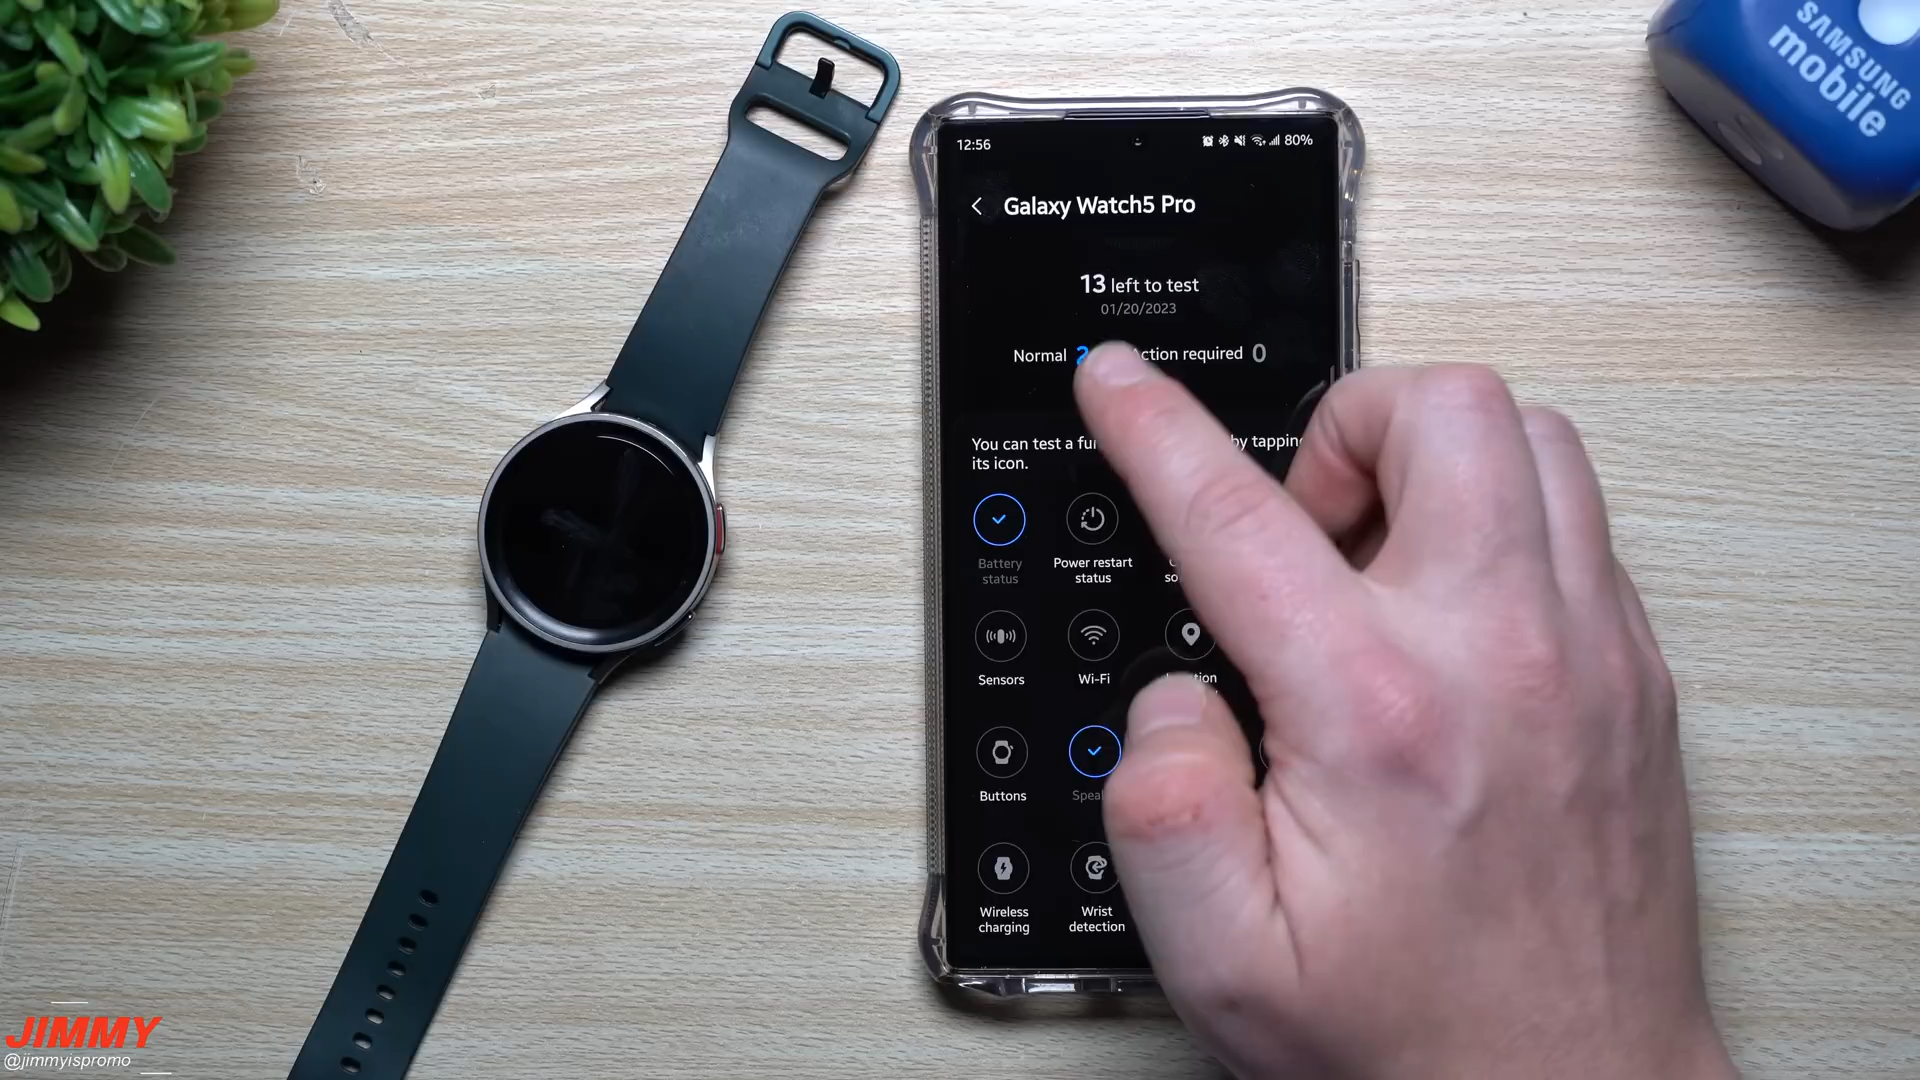 SAMSUNG
mobile
12:56
80%
Galaxy Watch5 Pro
13 left to test
01/20/2023
Normal 2
Action required 0
You can test a
by tapping
its icon.
Battery
status
Power restart
status
Sensors
Wi-Fi
Buttons
Wireless
charging
Wrist
detection
JIMMY
@jimmyispromo